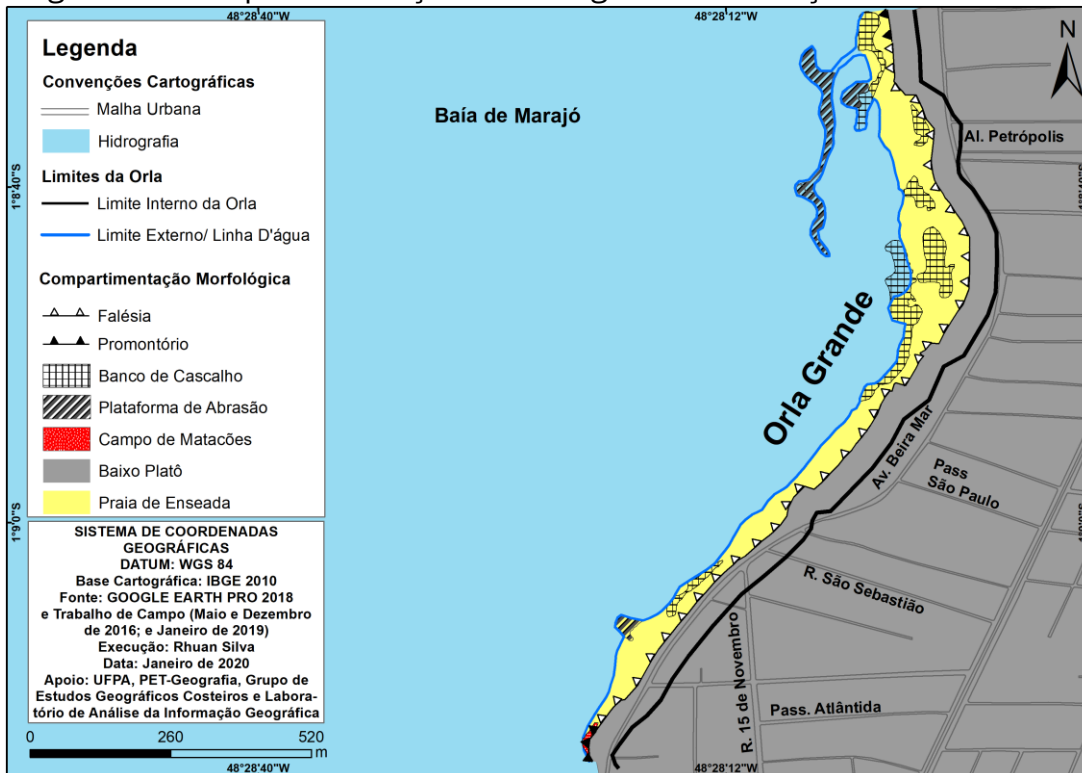 48°28'40"W
48°28'12"W
Legenda
Convenções Cartográficas
Malha Urbana
Hidrografia
Limites da Orla
Limite Interno da Orla
Limite Externo/ Linha D'água
Compartimentação Morfológica
Falésia
Promontório
Banco de Cascalho
Plataforma de Abrasão
Campo de Matacões
Baixo Platô
Praia de Enseada
SISTEMA DE COORDENADAS
GEOGRÁFICAS
DATUM: WGS 84
Base Cartográfica: IBGE 2010
Fonte: GOOGLE EARTH PRO 2018
e Trabalho de Campo (Maio e Dezembro
de 2016; e Janeiro de 2019)
Execução: Rhuan Silva
Data: Janeiro de 2020
Apoio: UFPA, PET-Geografia, Grupo de
Estudos Geográficos Costeiros e Labora-
tório de Análise da Informação Geográfica
0 260 520
m
1°8'40"S
1°9'0"S
Baía de Marajó
Orla Grande
N
Al. Petrópolis
Av. Beira Mar
Pass
São Paulo
R. São Sebastião
R. 15 de Novembro
Pass. Atlântida
48°28'40"W
48°28'12"W